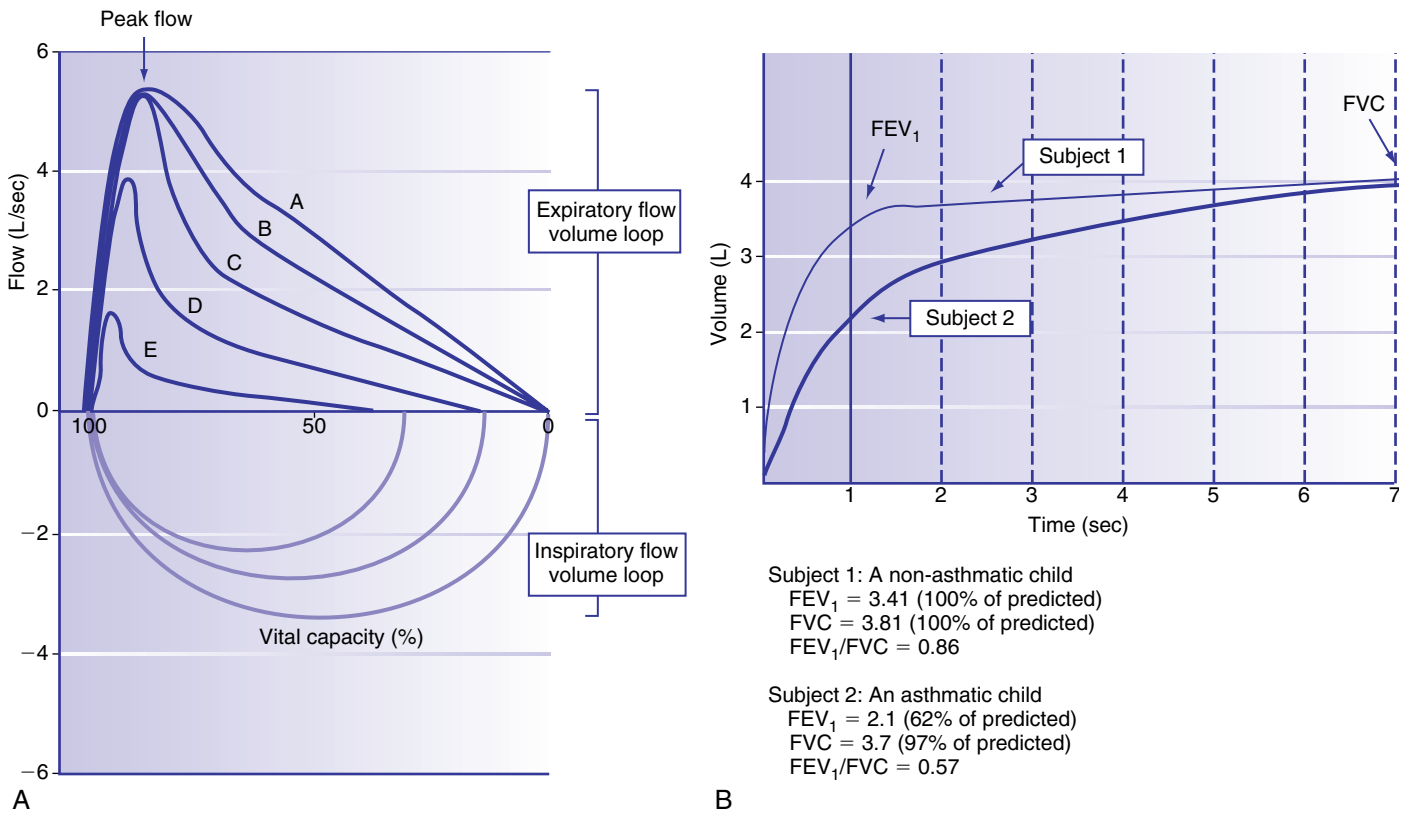 Peak flow
6
4
2
0
−2
−4
−6
Flow (L/sec)
A
B
C
D
E
100
50
0
Vital capacity (%)
Expiratory flow
volume loop
Inspiratory flow
volume loop
A
FVC
FEV1
Subject 1
Subject 2
4
3
2
1
Volume (L)
1
2
3
4
5
6
7
Time (sec)
Subject 1: A non-asthmatic child
FEV1 = 3.41 (100% of predicted)
FVC = 3.81 (100% of predicted)
FEV1/FVC = 0.86
Subject 2: An asthmatic child
FEV1 = 2.1 (62% of predicted)
FVC = 3.7 (97% of predicted)
FEV1/FVC = 0.57
B